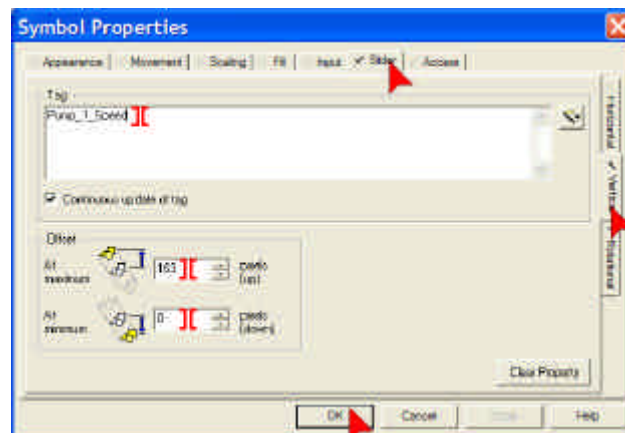 Symbol Properties
Appearance Movement Scaling Fill Input Slider Access
Tag
Pump_1_Speed
Continuous update of tag
Offset
At maximum 163 pixels (up)
At minimum 0 pixels (down)
Horizontal
Vertical
Rotational
Clear Property
OK Cancel Help